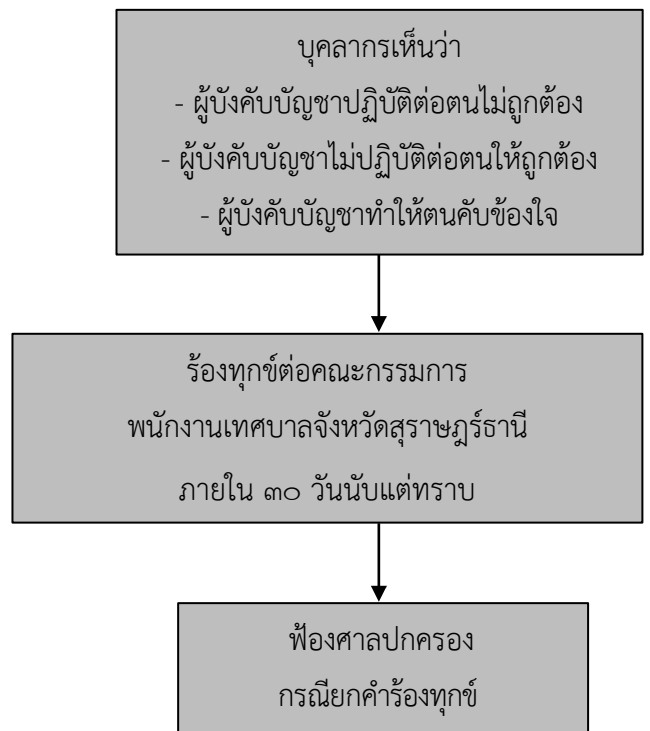 บุคลากรเห็นว่า
- ผู้บังคับบัญชาปฏิบัติต่อตนไม่ถูกต้อง
- ผู้บังคับบัญชาไม่ปฏิบัติต่อตนให้ถูกต้อง
- ผู้บังคับบัญชาทำให้ตนคับข้องใจ
ร้องทุกข์ต่อคณะกรรมการ
พนักงานเทศบาลจังหวัดสุราษฎร์ธานี
ภายใน ๓๐ วันนับแต่ทราบ
ฟ้องศาลปกครอง
กรณียกคำร้องทุกข์